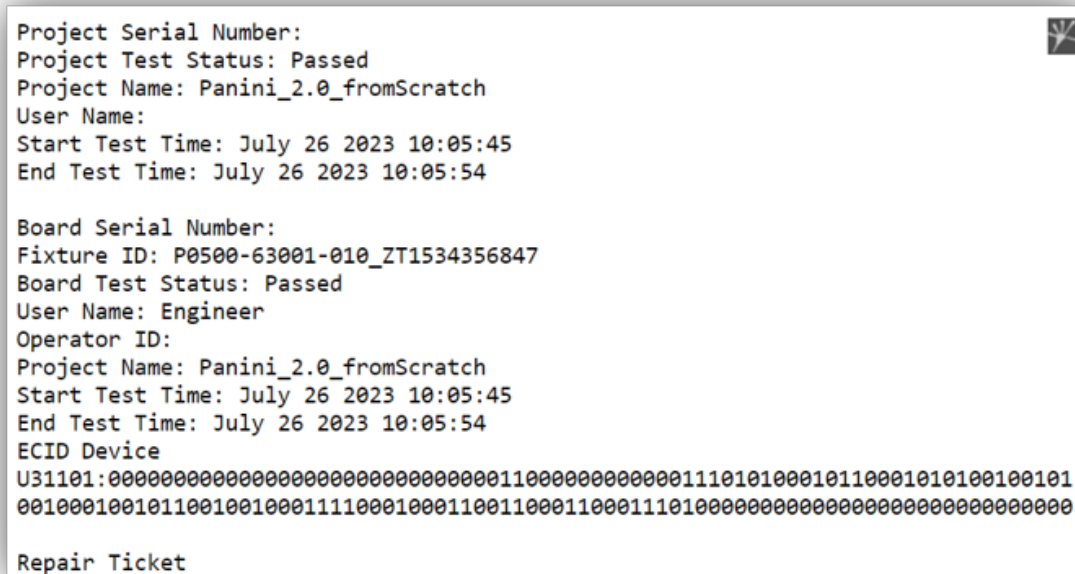 Project Serial Number:
Project Test Status: Passed
Project Name: Panini_2.0_fromScratch
User Name:
Start Test Time: July 26 2023 10:05:45
End Test Time: July 26 2023 10:05:54
Board Serial Number:
Fixture ID: P0500-63001-010_ZT1534356847
Board Test Status: Passed
User Name: Engineer
Operator ID:
Project Name: Panini_2.0_fromScratch
Start Test Time: July 26 2023 10:05:45
End Test Time: July 26 2023 10:05:54
ECID Device
U31101:0000000000000000000000000000011000000000000011101010001011000101010010010​1
0010001001011001001000111110001000110011000110001110100000000000000000000000000
Repair Ticket